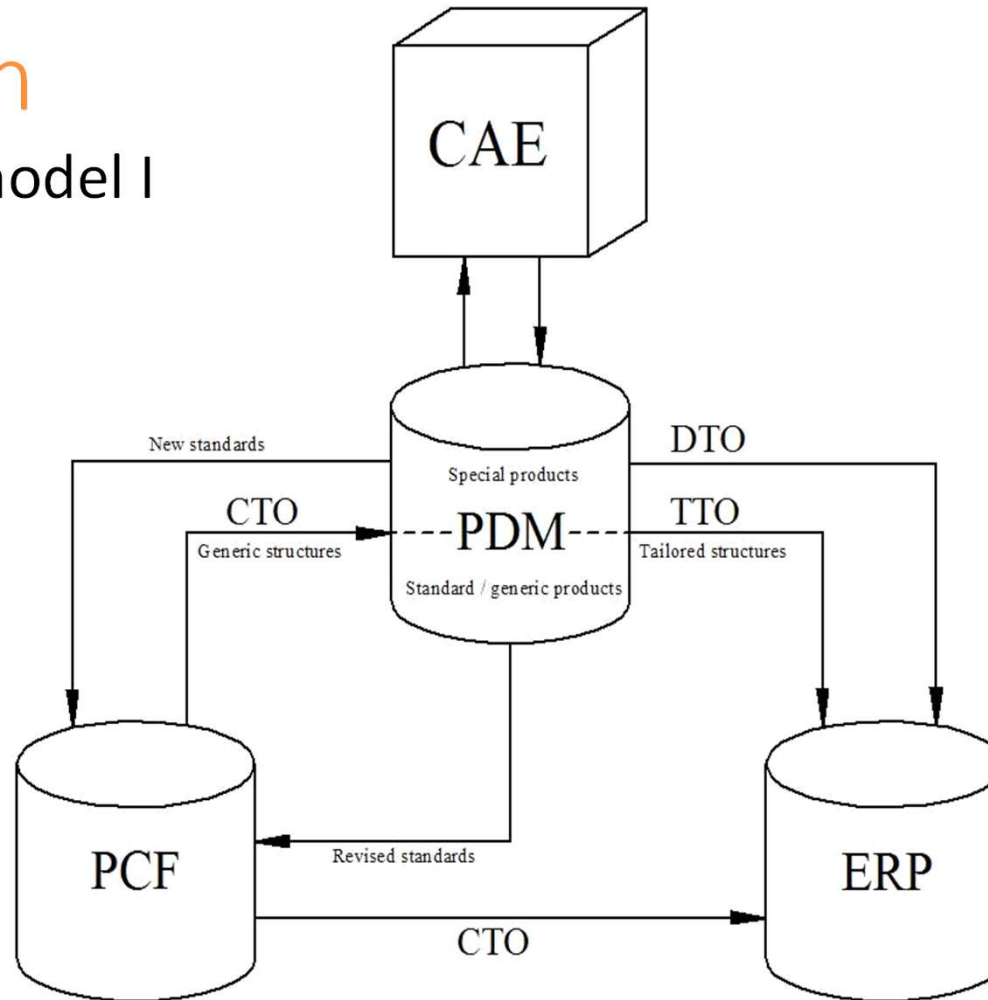 n
nodel I
CAE
New standards
DTO
Special products
CTO
TTO
PDM
Generic structures
Tailored structures
Standard / generic products
Revised standards
PCF
ERP
CTO